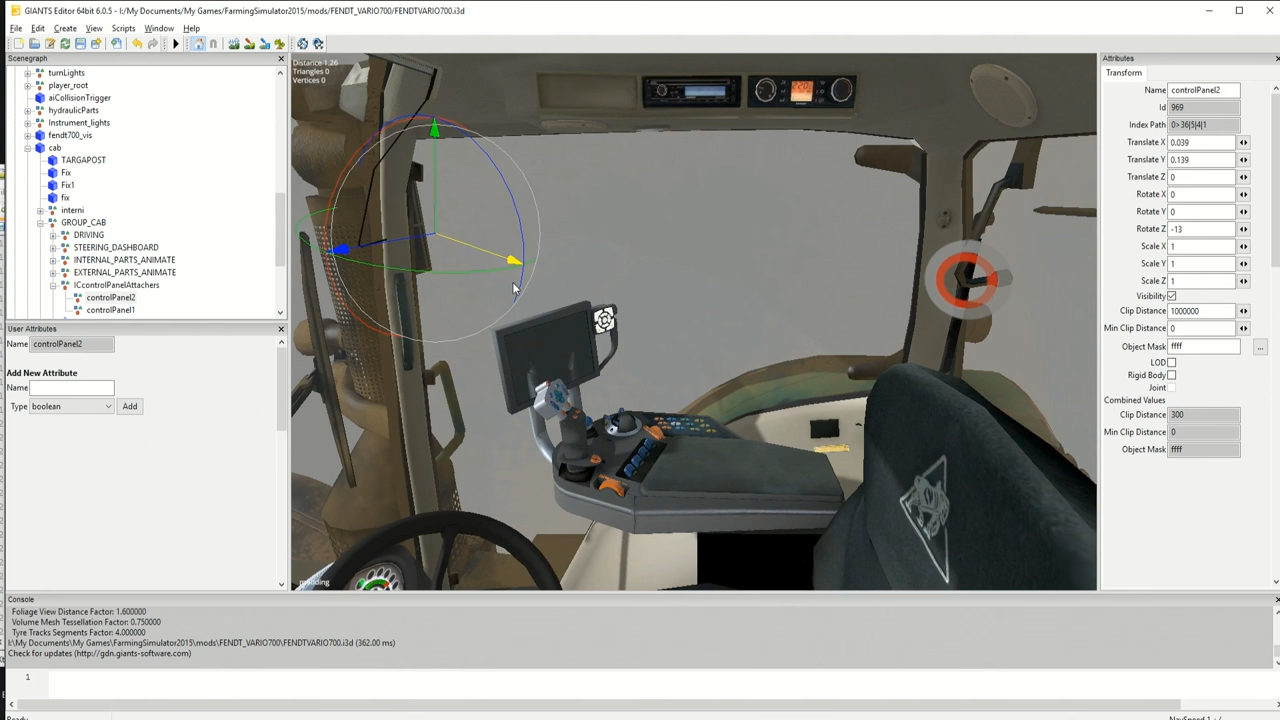 GIANTS Editor 64bit 6.0.5 - I:/My Documents/My Games/FarmingSimulator2015/mods/FENDT_VARIO700/FENDTVARIO700.i3d
File Edit Create View Scripts Window Help
Scenegraph
turnLights
player_root
aiCollisionTrigger
hydraulicParts
Instrument_lights
fendt700_vis
cab
TARGAPOST
Fix
Fix1
fix
interni
GROUP_CAB
DRIVING
STEERING_DASHBOARD
INTERNAL_PARTS_ANIMATE
EXTERNAL_PARTS_ANIMATE
ICcontrolPanelAttachers
controlPanel2
controlPanel1
User Attributes
Name controlPanel2
Add New Attribute
Name
Type boolean Add
Distance 1.26
Triangles 0
Vertices 0
Attributes
Transform
Name controlPanel2
Id 969
Index Path 0>36|5|4|1
Translate X 0.039
Translate Y 0.139
Translate Z 0
Rotate X 0
Rotate Y 0
Rotate Z -13
Scale X 1
Scale Y 1
Scale Z 1
Visibility
Clip Distance 1000000
Min Clip Distance 0
Object Mask ffff ...
LOD
Rigid Body
Joint
Combined Values
Clip Distance 300
Min Clip Distance 0
Object Mask ffff
Console
Foliage View Distance Factor: 1.600000
Volume Mesh Tessellation Factor: 0.750000
Tyre Tracks Segments Factor: 4.000000
I:\My Documents\My Games\FarmingSimulator2015\mods\FENDT_VARIO700\FENDTVARIO700.i3d (362.00 ms)
Check for updates (http://gdn.giants-software.com)
1
Ready
NavSpeed 1